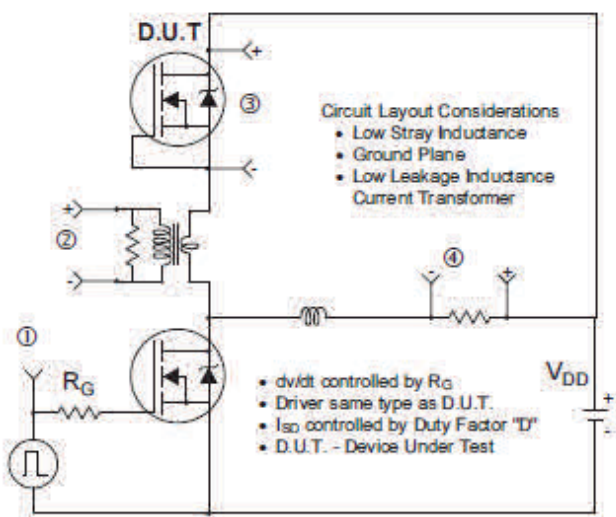 D.U.T
+
③
-
Circuit Layout Considerations
• Low Stray Inductance
• Ground Plane
• Low Leakage Inductance
Current Transformer
+
②
-
④
- +
①
RG
• dv/dt controlled by RG
• Driver same type as D.U.T.
• ISD controlled by Duty Factor "D"
• D.U.T. - Device Under Test
VDD
+
-